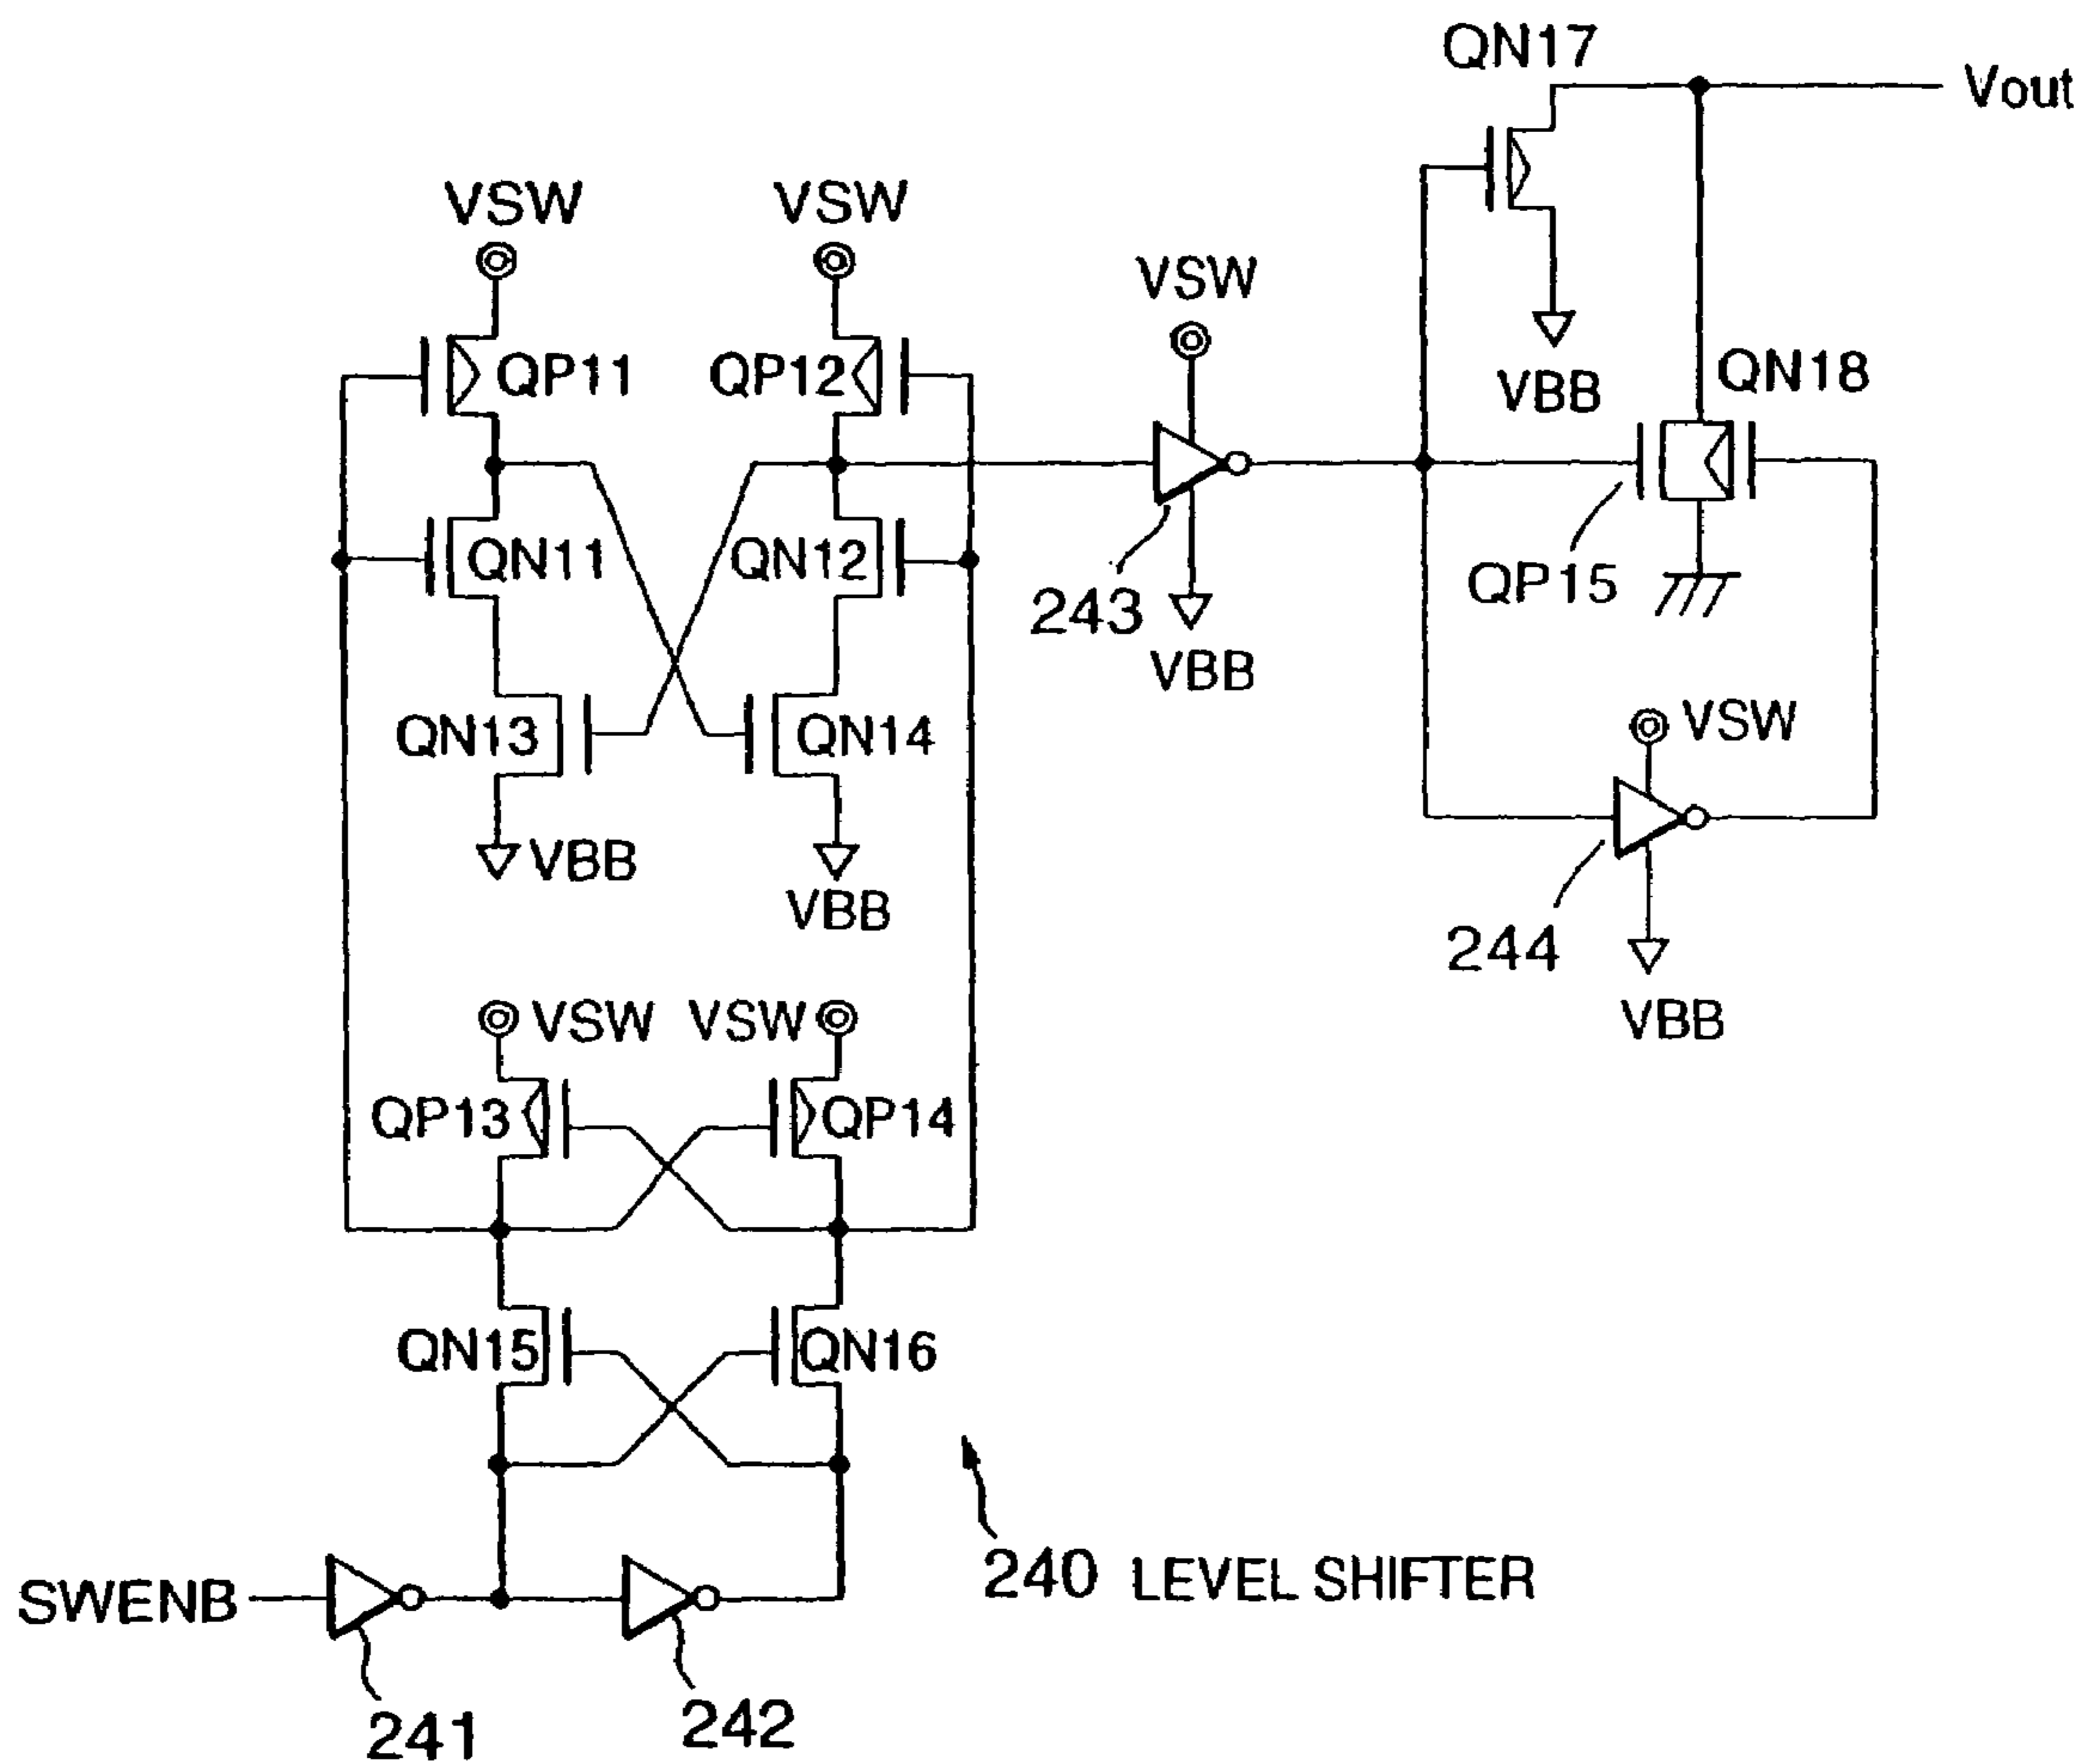 QN17
Vout
VSW
VSW
VSW
QP11
QP12
QN18
VBB
QN11
QN12
QP15
243
VBB
QN13
QN14
VSW
VBB
VBB
244
VBB
VSW
VSW
QP13
QP14
QN15
QN16
240 LEVEL SHIFTER
SWENB
241
242